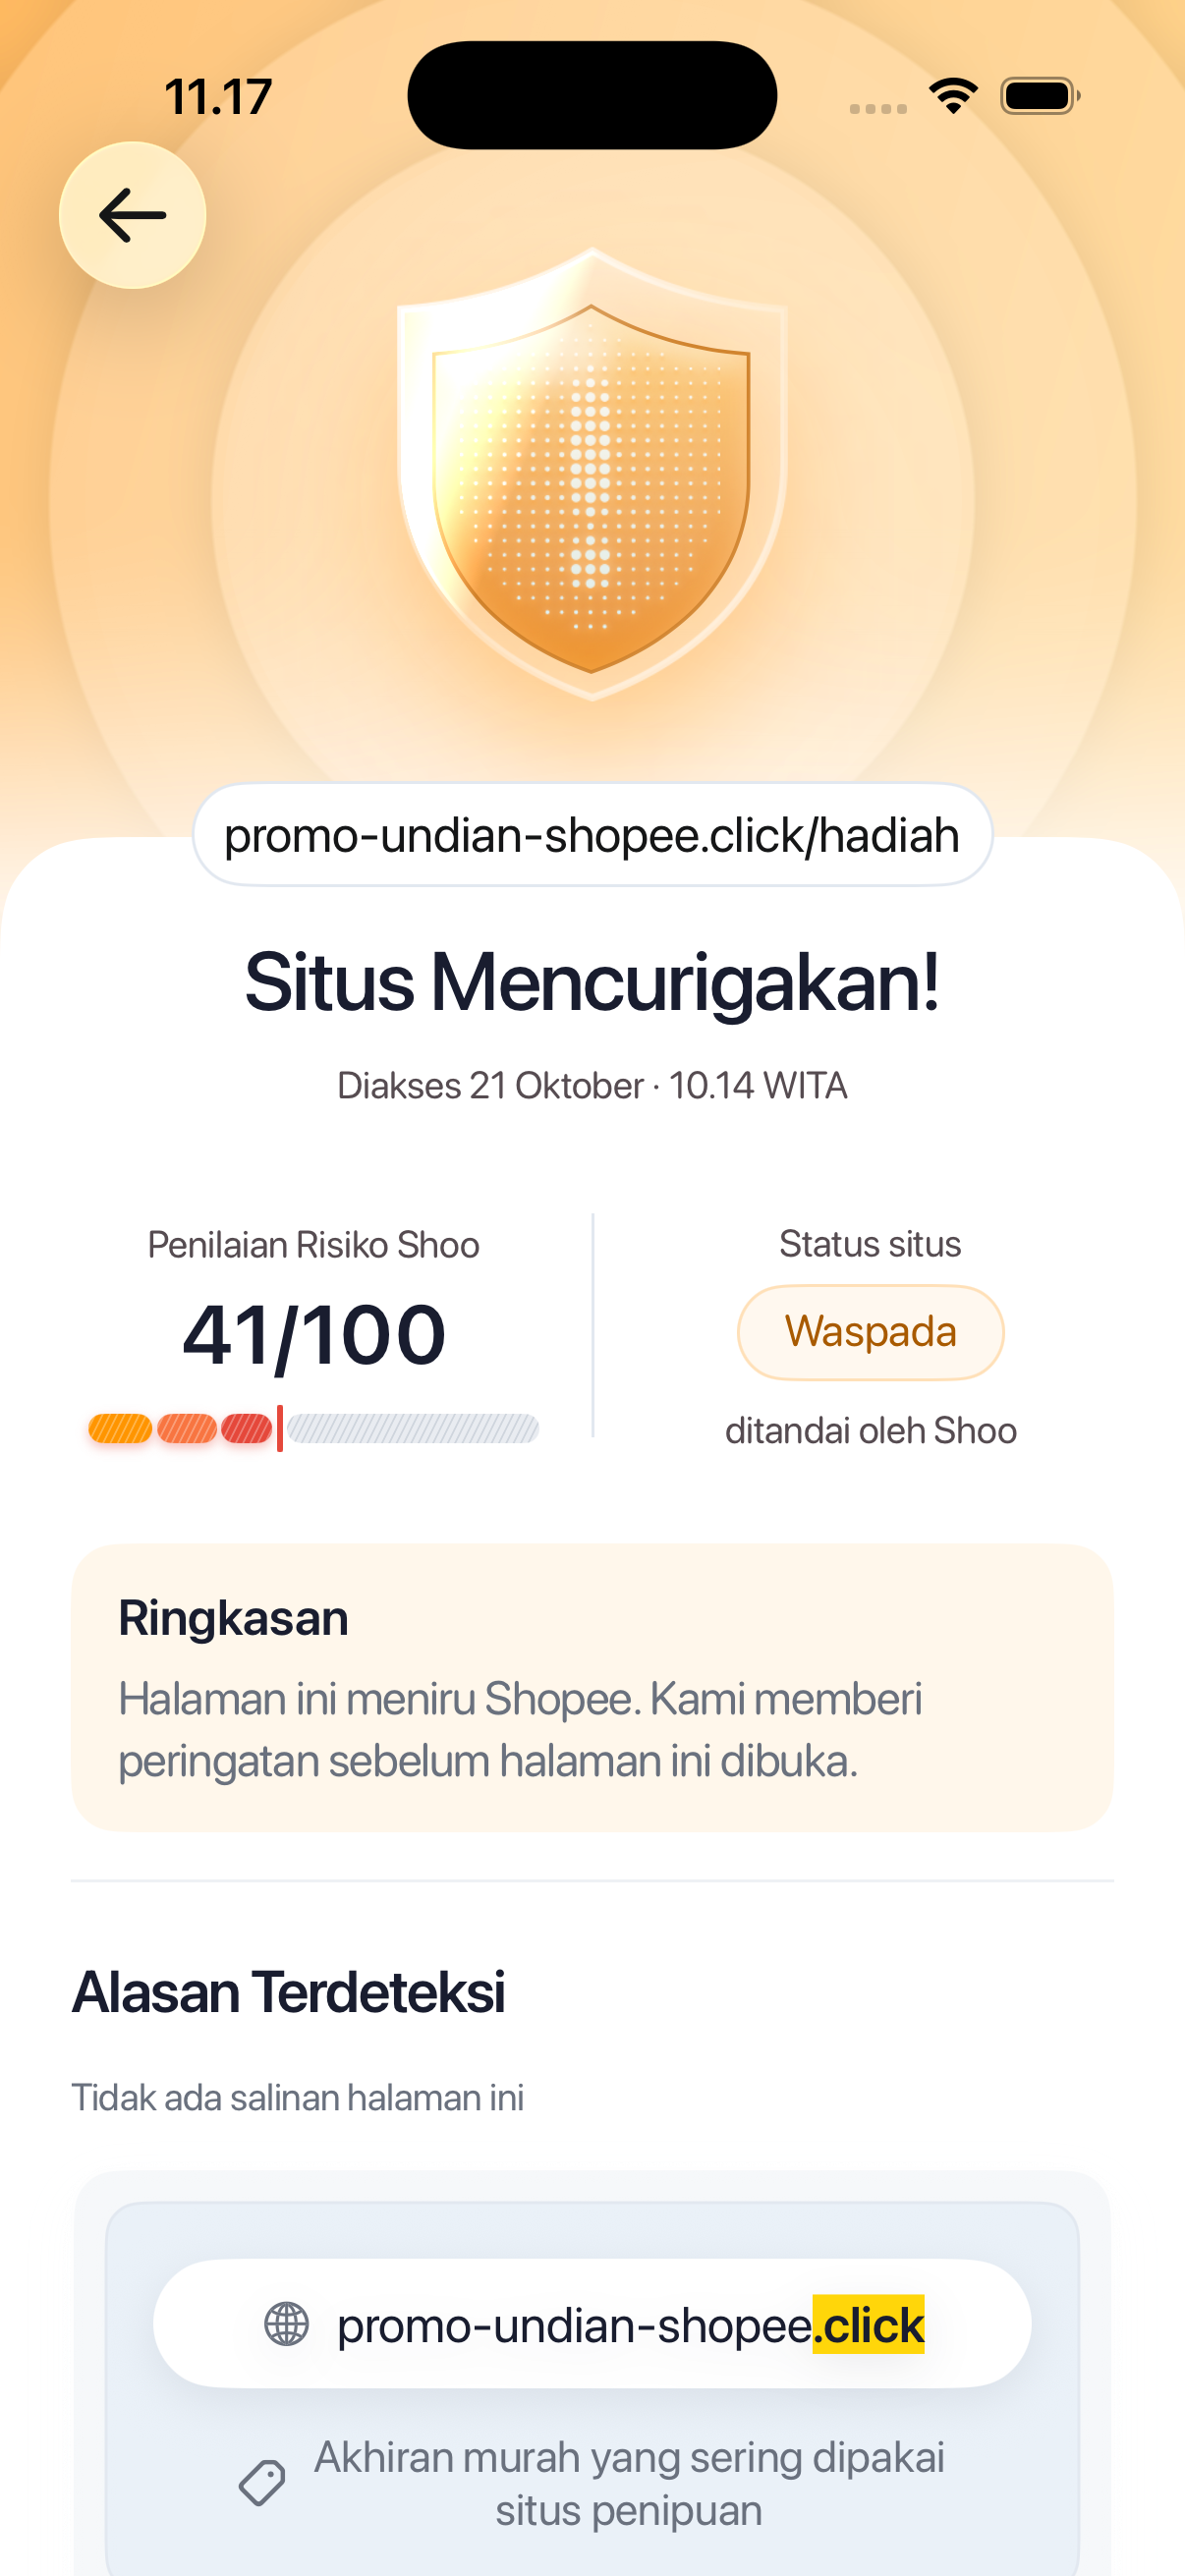 11.17
promo-undian-shopee.click/hadiah
Situs Mencurigakan!
Diakses 21 Oktober · 10.14 WITA
Penilaian Risiko Shoo
41/100
Status situs
Waspada
ditandai oleh Shoo
Ringkasan
Halaman ini meniru Shopee. Kami memberi
peringatan sebelum halaman ini dibuka.
Alasan Terdeteksi
Tidak ada salinan halaman ini
promo-undian-shopee.click
Akhiran murah yang sering dipakai
situs penipuan